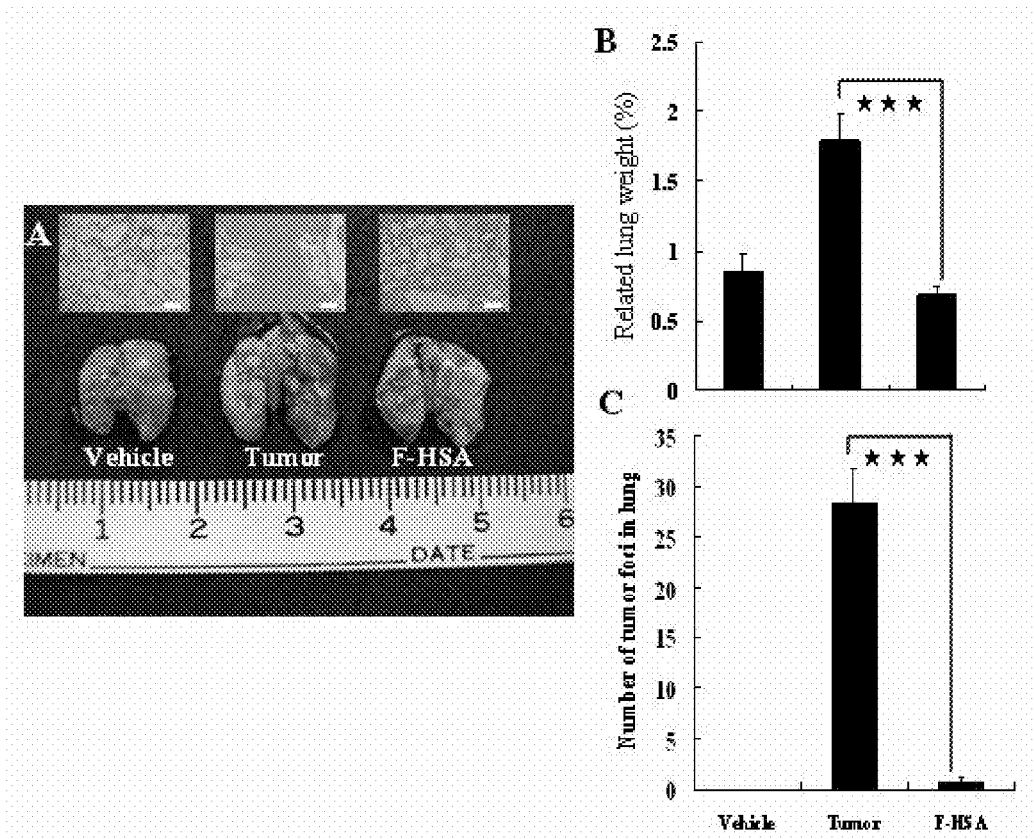 A
Vehicle
Tumor
F-HSA
1 2 3 4 5 6
IMEN
DATE
B
Related lung weight (%)
2.5
2
1.5
1
0.5
0
C
Number of tumor foci in lung
35
30
25
20
15
10
5
0
★★★
★★★
Vehicle Tumor F-HSA